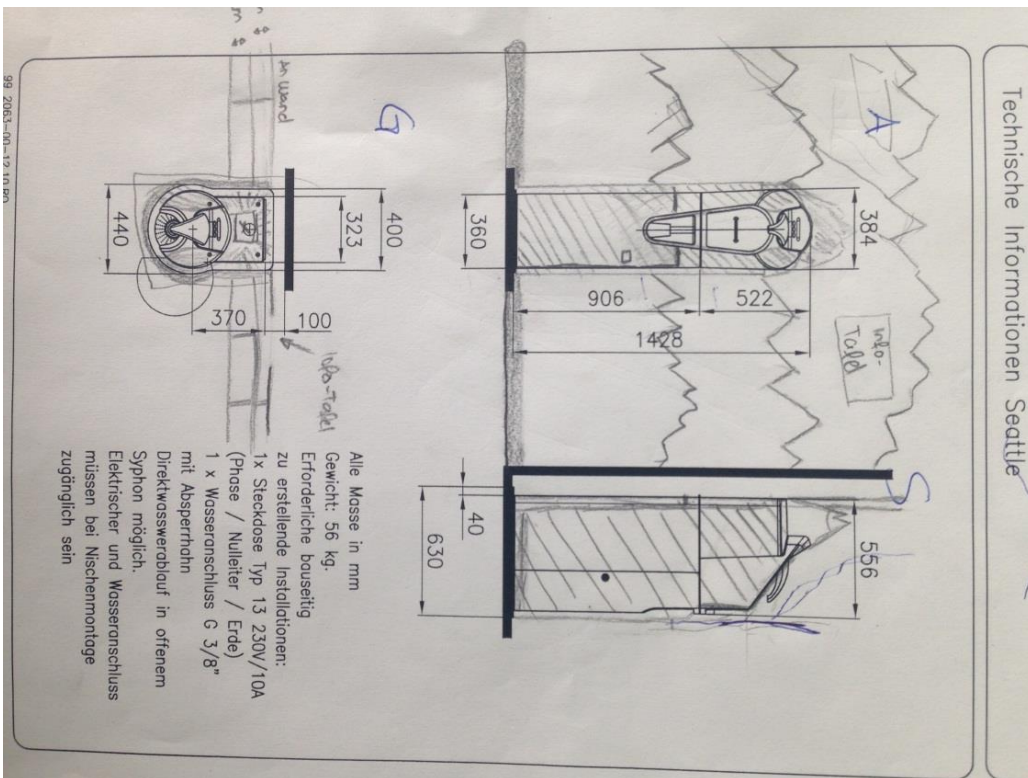 Technische Informationen Seattle
A
384
Info-
Tafel
522
906
1428
360
S
556
40
630
G
an Wand
400
323
440
370
100
Info-Tafel
Alle Masse in mm
Gewicht: 56 kg.
Erforderliche bauseitig
zu erstellende Installationen:
1x Steckdose Typ 13 230V/10A
(Phase / Nulleiter / Erde)
1 x Wasseranschluss G 3/8"
mit Absperrhahn
Direktwasswerablauf in offenem
Syphon möglich.
Elektrischer und Wasseranschluss
müssen bei Nischenmontage
zugänglich sein